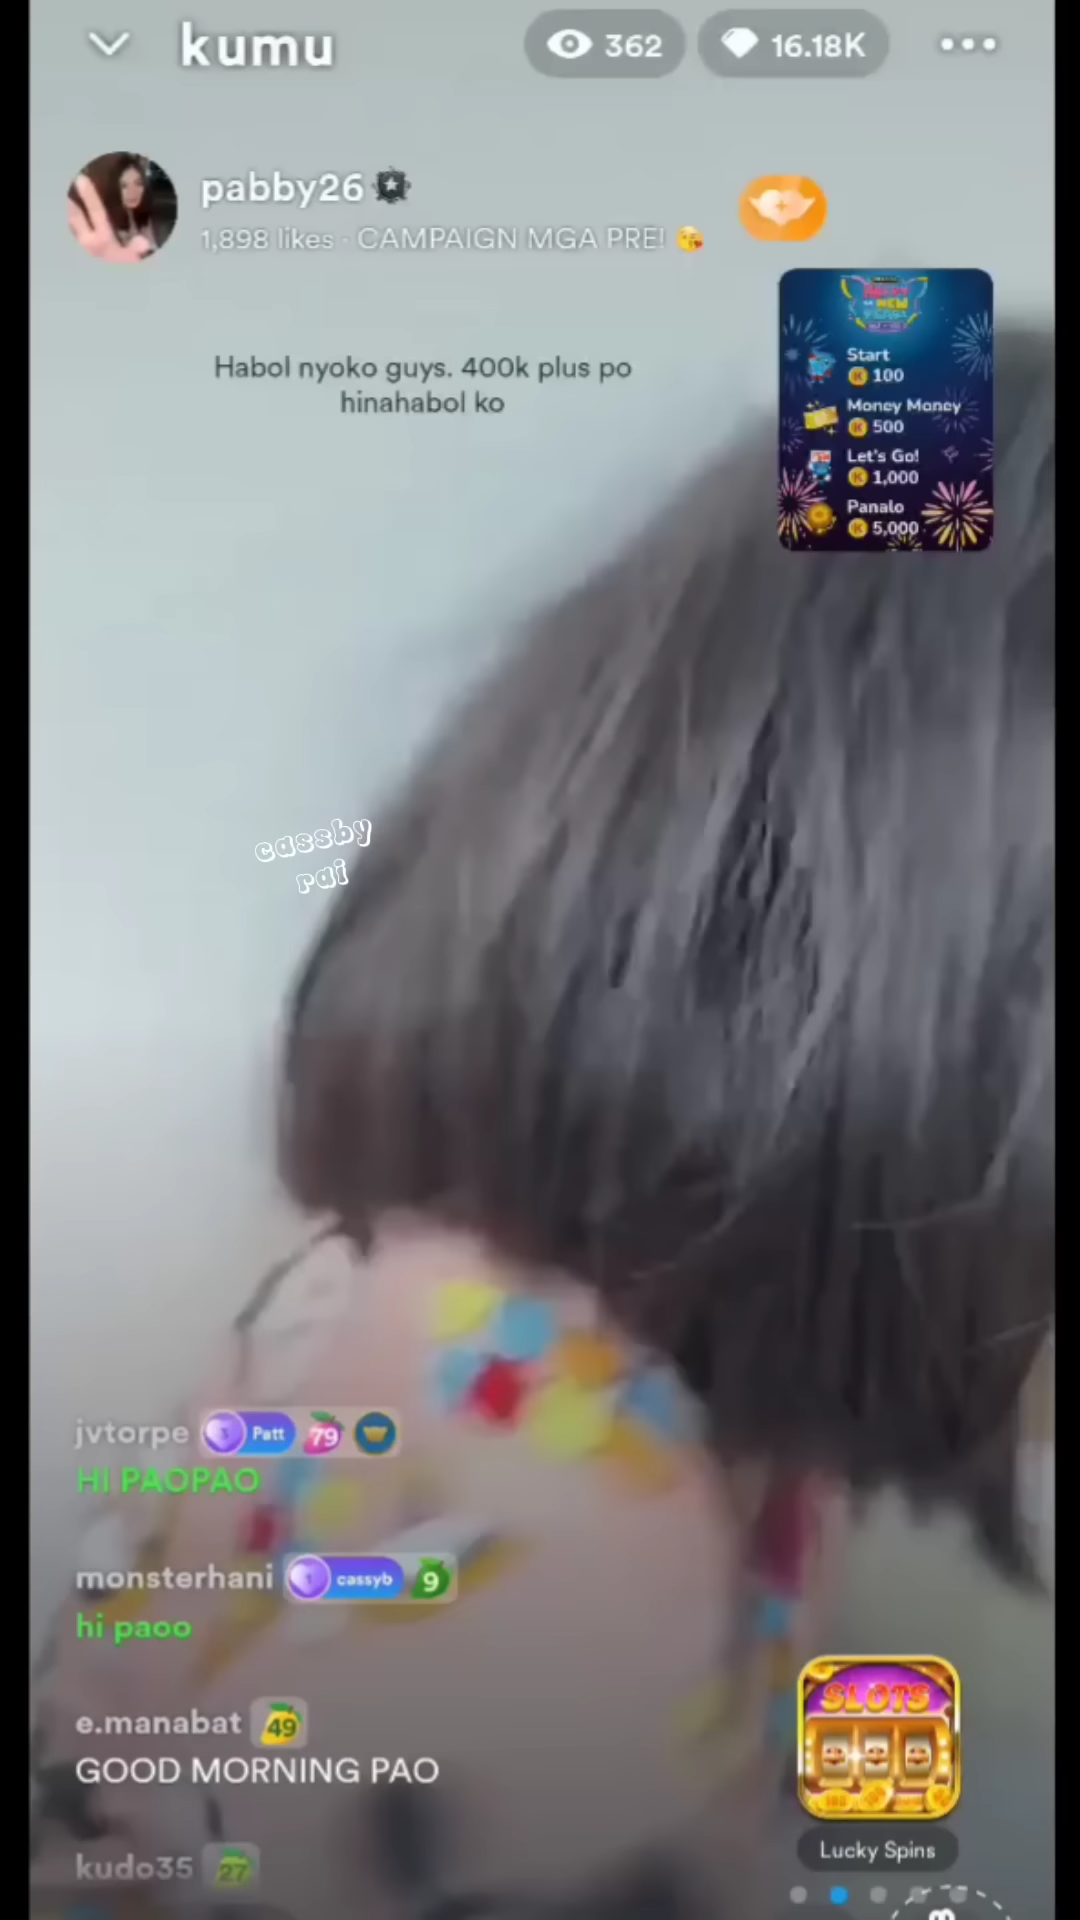 kumu
362
16.18K
pabby26
1,898 likes · CAMPAIGN MGA PRE! 😘
Habol nyoko guys. 400k plus po
hinahabol ko
Start
K 100
Money Money
K 500
Let's Go!
K 1,000
Panalo
K 5,000
cassby
rai
jvtorpe Patt 79
HI PAOPAO
monsterhani 1 cassyb 9
hi paoo
e.manabat 49
GOOD MORNING PAO
kudo35 27
SLOTS
Lucky Spins